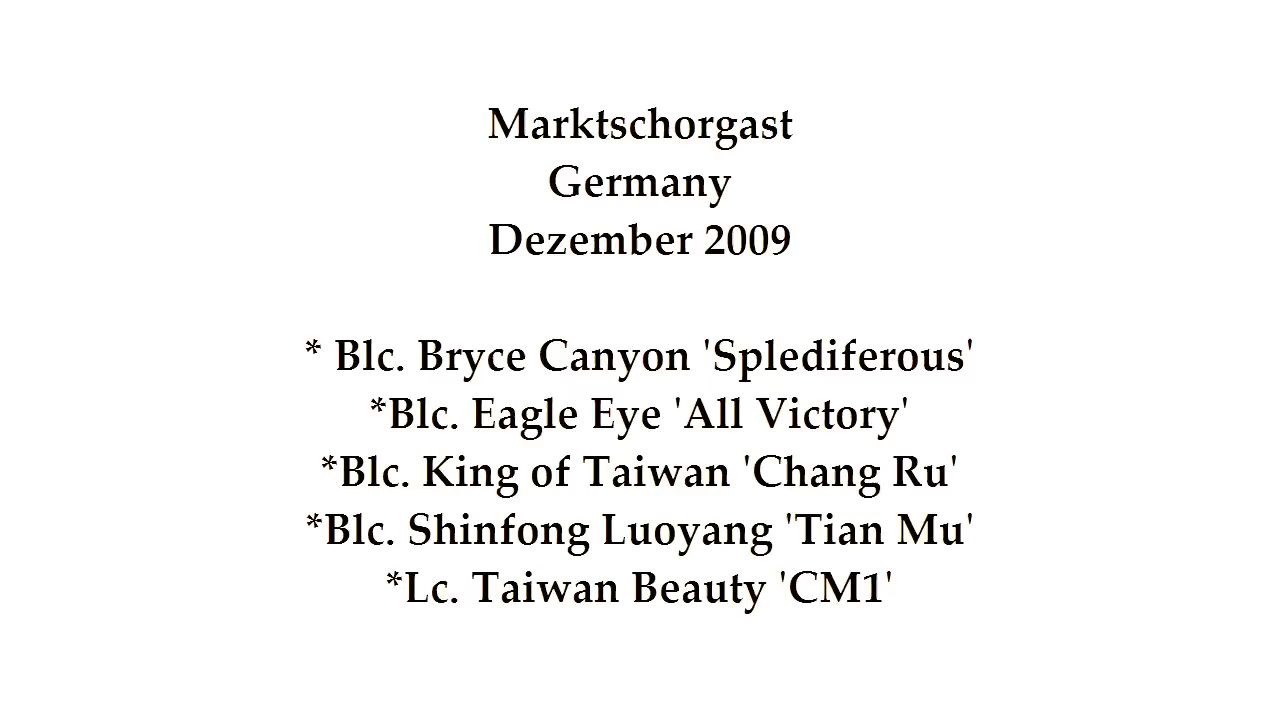 Marktschorgast
Germany
Dezember 2009
* Blc. Bryce Canyon 'Splediferous'
*Blc. Eagle Eye 'All Victory'
*Blc. King of Taiwan 'Chang Ru'
*Blc. Shinfong Luoyang 'Tian Mu'
*Lc. Taiwan Beauty 'CM1'